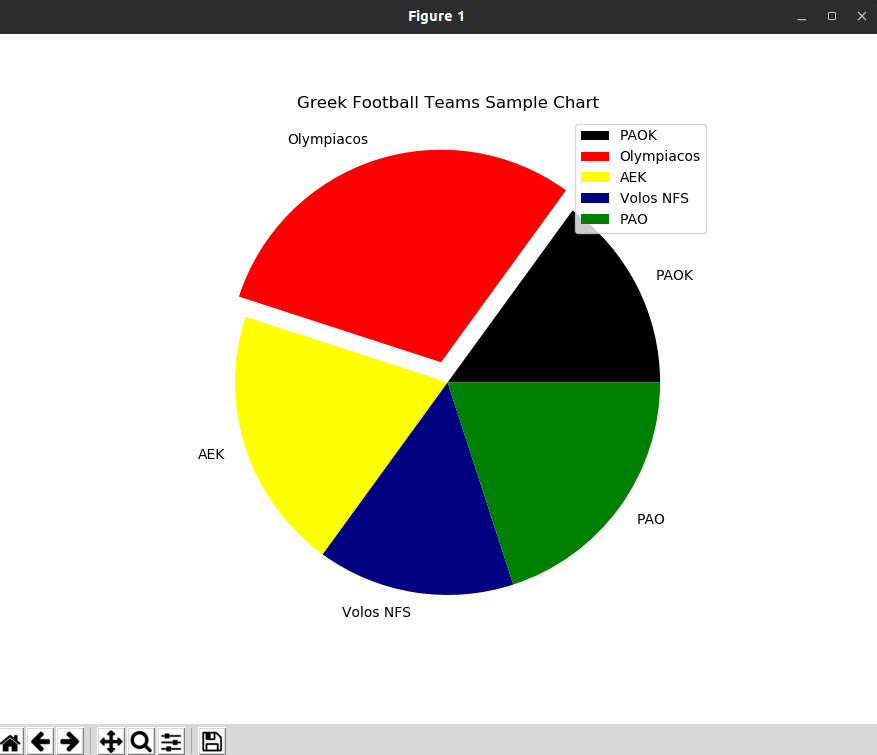 Figure 1
Greek Football Teams Sample Chart
Olympiacos
PAOK
Olympiacos
AEK
Volos NFS
PAO
PAOK
AEK
PAO
Volos NFS